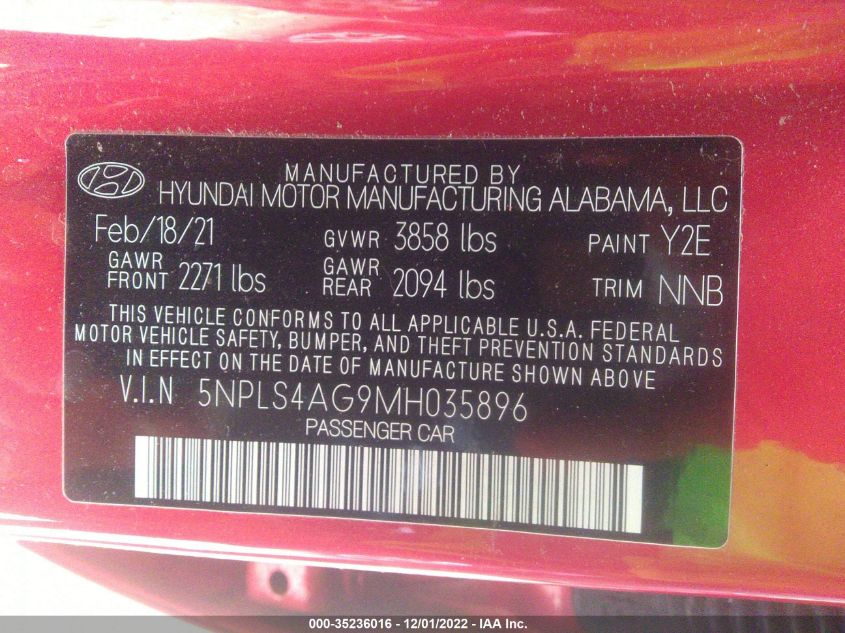 MANUFACTURED BY
HYUNDAI MOTOR MANUFACTURING ALABAMA, LLC
Feb/18/21 GVWR 3858 lbs PAINT Y2E
GAWR FRONT 2271 lbs GAWR REAR 2094 lbs TRIM NNB
THIS VEHICLE CONFORMS TO ALL APPLICABLE U.S.A. FEDERAL
MOTOR VEHICLE SAFETY, BUMPER, AND THEFT PREVENTION STANDARDS
IN EFFECT ON THE DATE OF MANUFACTURE SHOWN ABOVE
V.I.N 5NPLS4AG9MH035896
PASSENGER CAR
000-35236016 - 12/01/2022 - IAA Inc.